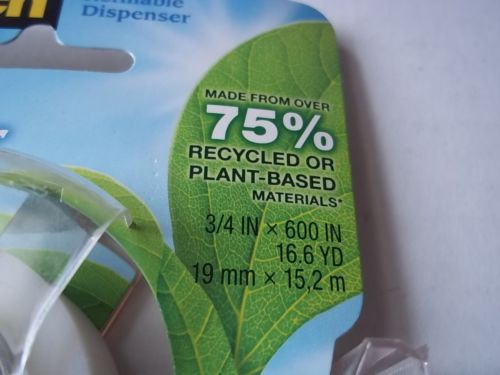 Refillable
Dispenser
MADE FROM OVER
75%
RECYCLED OR
PLANT-BASED
MATERIALS*
3/4 IN × 600 IN
16.6 YD
19 mm × 15,2 m